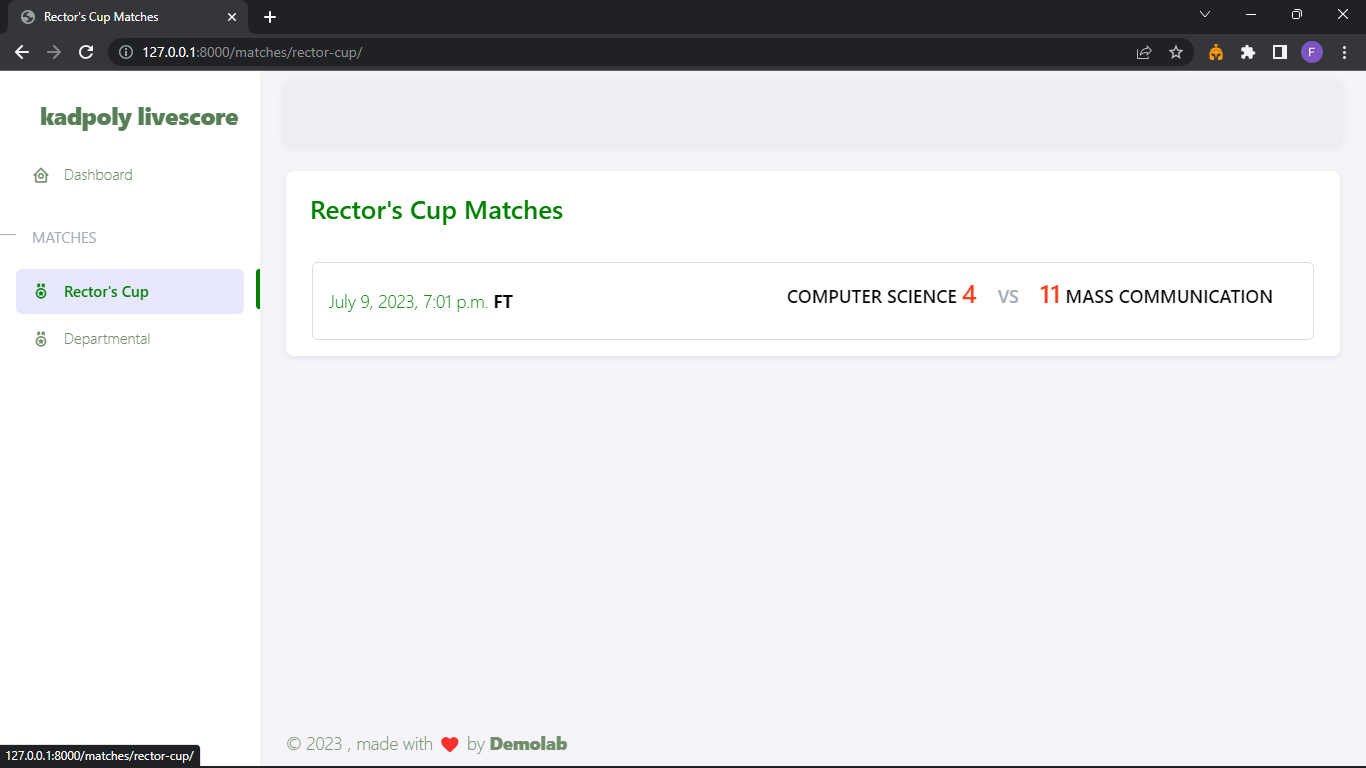 Rector's Cup Matches
127.0.0.1:8000/matches/rector-cup/
F
kadpoly livescore
Dashboard
MATCHES
Rector's Cup
Departmental
Rector's Cup Matches
July 9, 2023, 7:01 p.m. FT
COMPUTER SCIENCE 4 VS 11 MASS COMMUNICATION
© 2023 , made with ❤️ by Demolab
127.0.0.1:8000/matches/rector-cup/